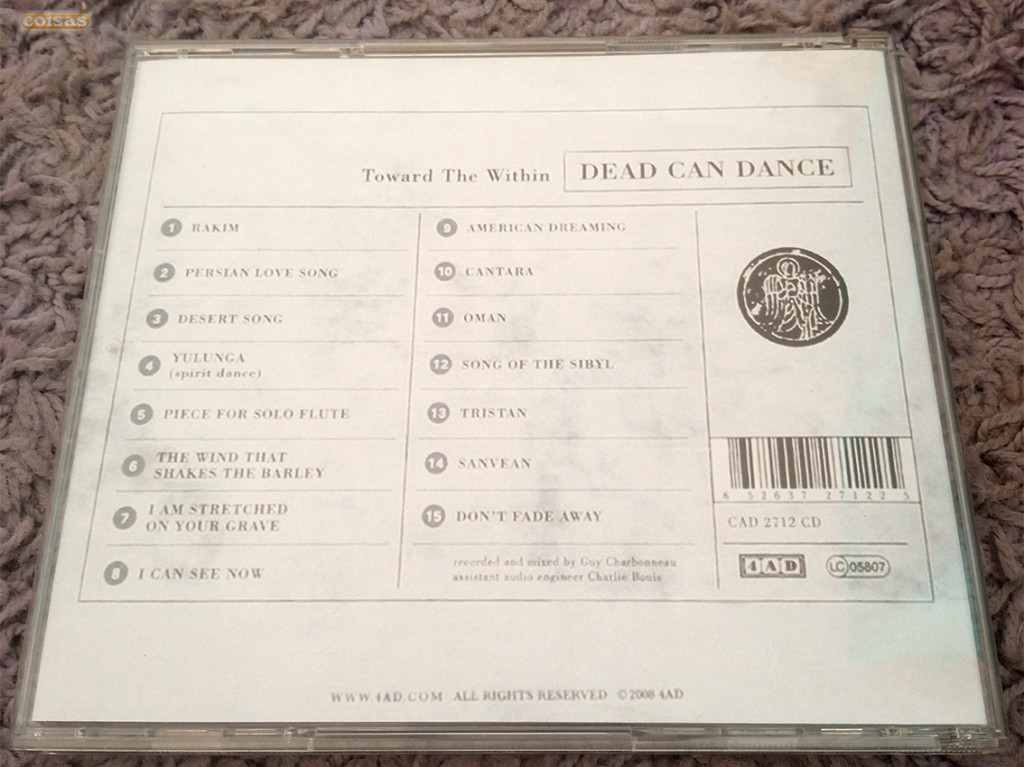 coisas
Toward The Within DEAD CAN DANCE
1 RAKIM
2 PERSIAN LOVE SONG
3 DESERT SONG
4 YULUNGA
(spirit dance)
5 PIECE FOR SOLO FLUTE
6 THE WIND THAT
SHAKES THE BARLEY
7 I AM STRETCHED
ON YOUR GRAVE
8 I CAN SEE NOW
9 AMERICAN DREAMING
10 CANTARA
11 OMAN
12 SONG OF THE SIBYL
13 TRISTAN
14 SANVEAN
15 DON'T FADE AWAY
recorded and mixed by Guy Charbonneau
assistant audio engineer Charlie Bouis
6 52637 27122 5
CAD 2712 CD
4AD LC 05807
WWW.4AD.COM ALL RIGHTS RESERVED © 2008 4AD